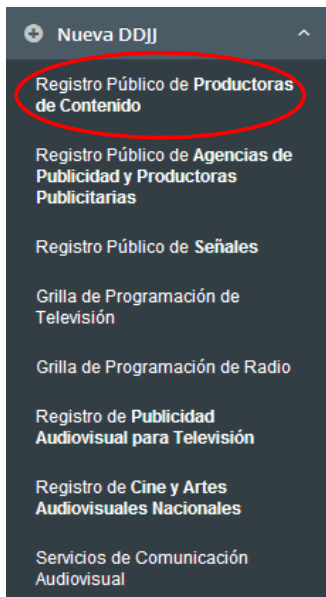 Nueva DDJJ
Registro Público de Productoras
de Contenido
Registro Público de Agencias de
Publicidad y Productoras
Publicitarias
Registro Público de Señales
Grilla de Programación de
Televisión
Grilla de Programación de Radio
Registro de Publicidad
Audiovisual para Televisión
Registro de Cine y Artes
Audiovisuales Nacionales
Servicios de Comunicación
Audiovisual